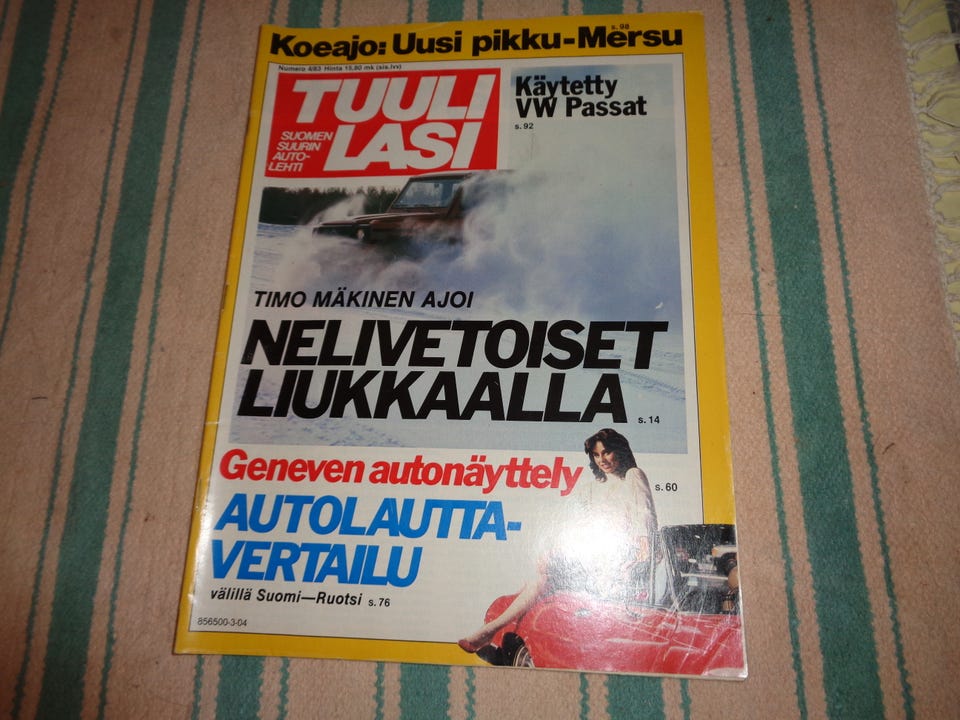 s. 98
Koeajo: Uusi pikku-Mersu
Numero 4/83 Hinta 15,80 mk (sis.lvv)
TUULI
LASI
SUOMEN
SUURIN
AUTO-
LEHTI
Käytetty
VW Passat
s. 92
TIMO MÄKINEN AJOI
NELIVETOISET
LIUKKAALLA s. 14
Geneven autonäyttely
s. 60
AUTOLAUTTA-
VERTAILU
välillä Suomi—Ruotsi s. 76
856500-3-04